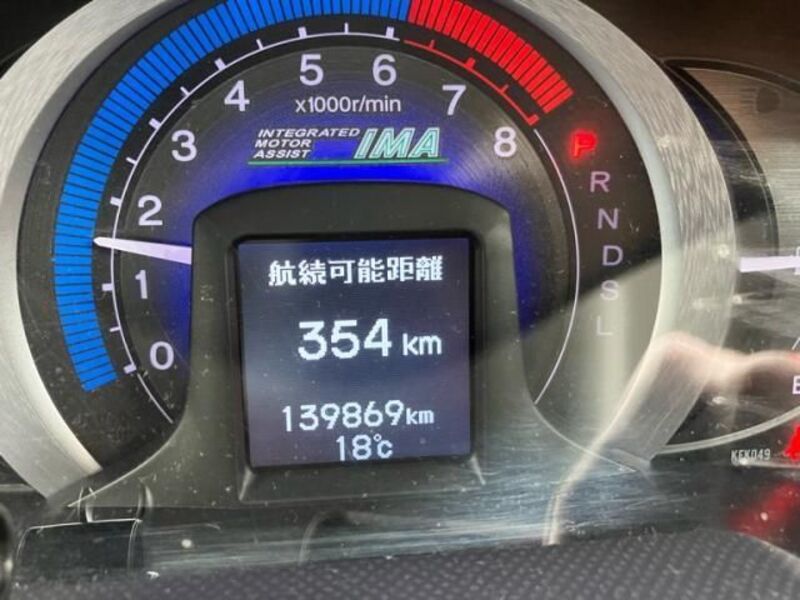 0
1
2
3
4
5
6
7
8
x1000r/min
INTEGRATED
MOTOR
ASSIST
IMA
P
R
N
D
S
L
航続可能距離
354 km
139869km
18℃